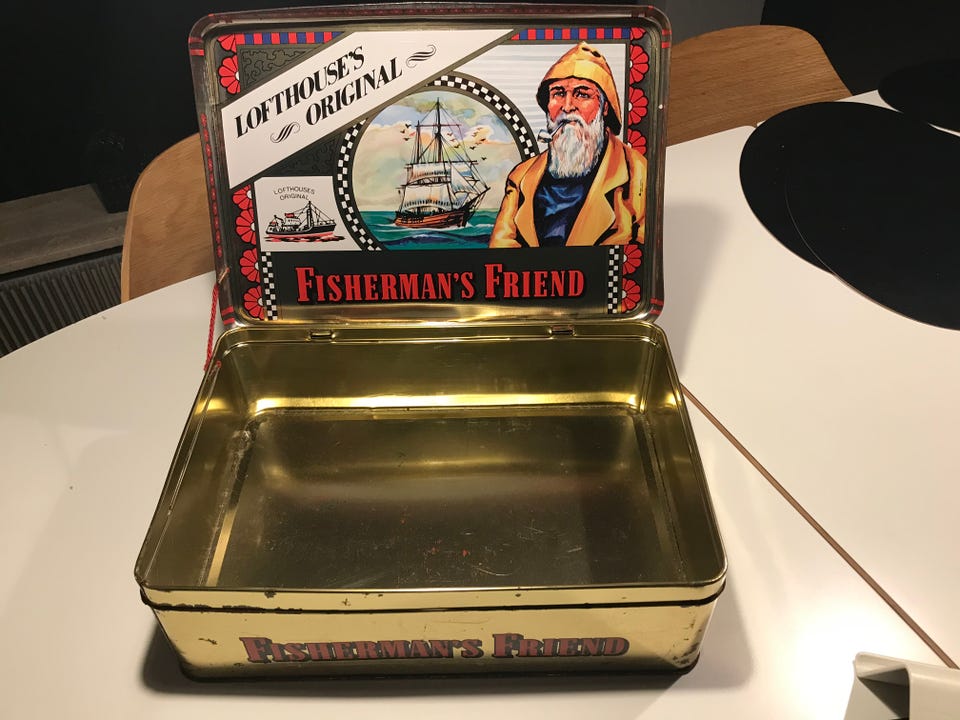 LOFTHOUSE'S
ORIGINAL
LOFTHOUSES
ORIGINAL
FISHERMAN'S FRIEND
FISHERMAN'S FRIEND